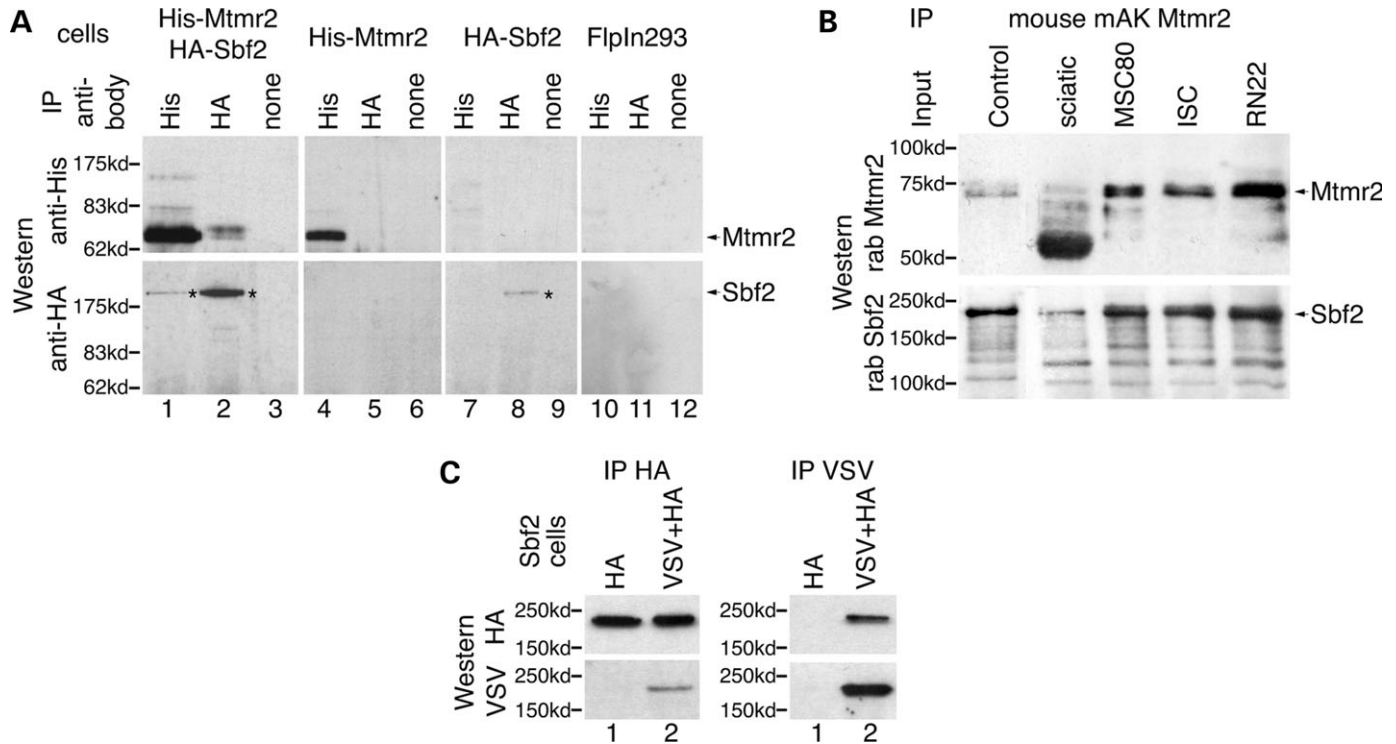 A
cells
His-Mtmr2
HA-Sbf2
His-Mtmr2
HA-Sbf2
FlpIn293
IP
anti-
body
His
HA
none
His
HA
none
His
HA
none
His
HA
none
Western
anti-His
175kd
83kd
62kd
Mtmr2
anti-HA
175kd
83kd
62kd
* * *
Sbf2
1 2 3 4 5 6 7 8 9 10 11 12
B
IP mouse mAK Mtmr2
Input
Control
sciatic
MSC80
ISC
RN22
Western
rab Mtmr2
100kd
75kd
50kd
Mtmr2
rab Sbf2
250kd
150kd
100kd
Sbf2
C
IP HA
IP VSV
Sbf2
cells
HA
VSV+HA
HA
VSV+HA
Western
HA
250kd
150kd
250kd
150kd
VSV
250kd
150kd
250kd
150kd
1 2 1 2